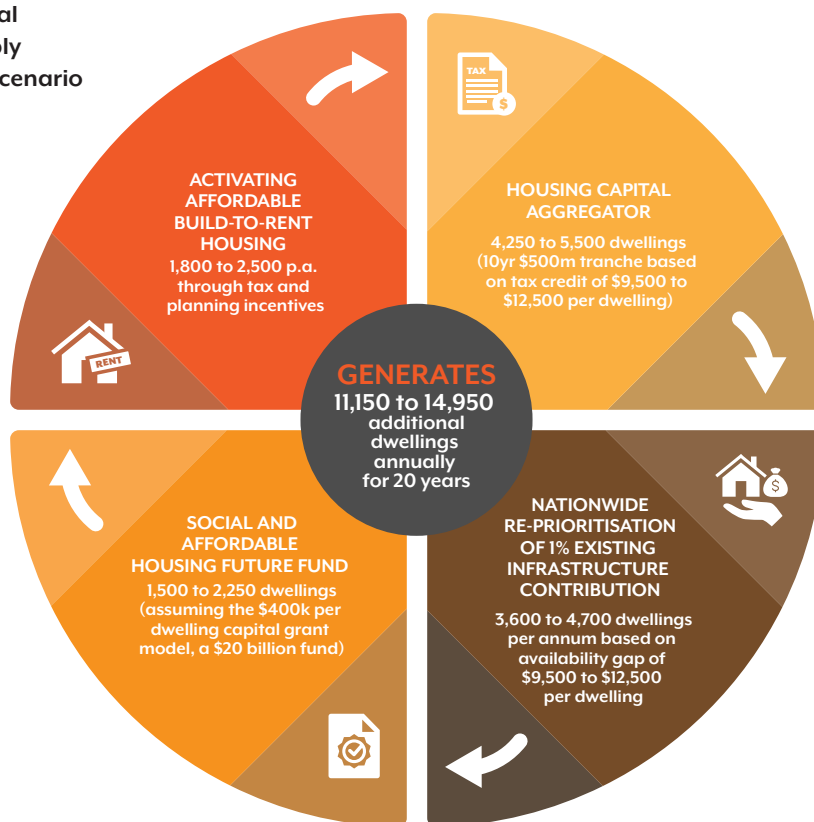 al
ly
cenario
ACTIVATING
AFFORDABLE
BUILD-TO-RENT
HOUSING
1,800 to 2,500 p.a.
through tax and
planning incentives
RENT
TAX
$
HOUSING CAPITAL
AGGREGATOR
4,250 to 5,500 dwellings
(10yr $500m tranche based
on tax credit of $9,500 to
$12,500 per dwelling)
GENERATES
11,150 to 14,950
additional
dwellings
annually
for 20 years
SOCIAL AND
AFFORDABLE
HOUSING FUTURE FUND
1,500 to 2,250 dwellings
(assuming the $400k per
dwelling capital grant
model, a $20 billion fund)
$
NATIONWIDE
RE-PRIORITISATION
OF 1% EXISTING
INFRASTRUCTURE
CONTRIBUTION
3,600 to 4,700 dwellings
per annum based on
availability gap of
$9,500 to $12,500
per dwelling